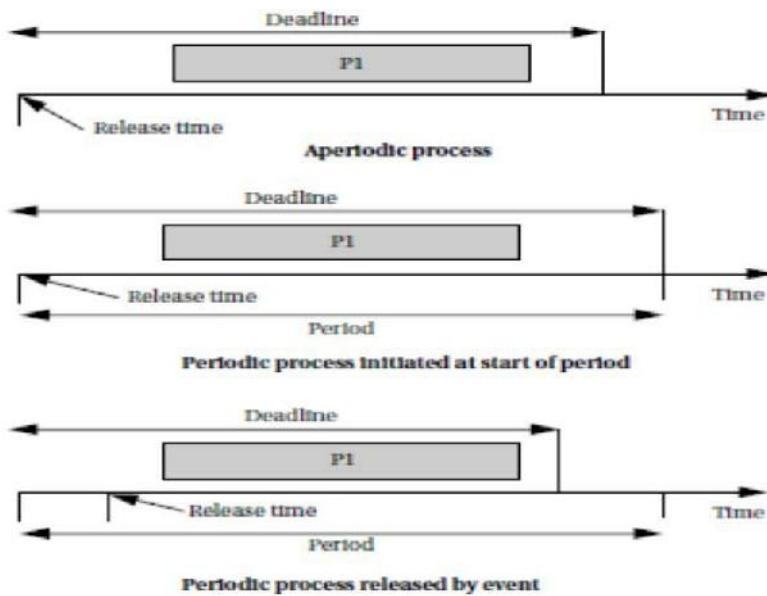 Deadline
P1
Time
Release time
Aperiodic process
Deadline
P1
Release time
Time
Period
Periodic process initiated at start of period
Deadline
P1
Release time
Time
Period
Periodic process released by event